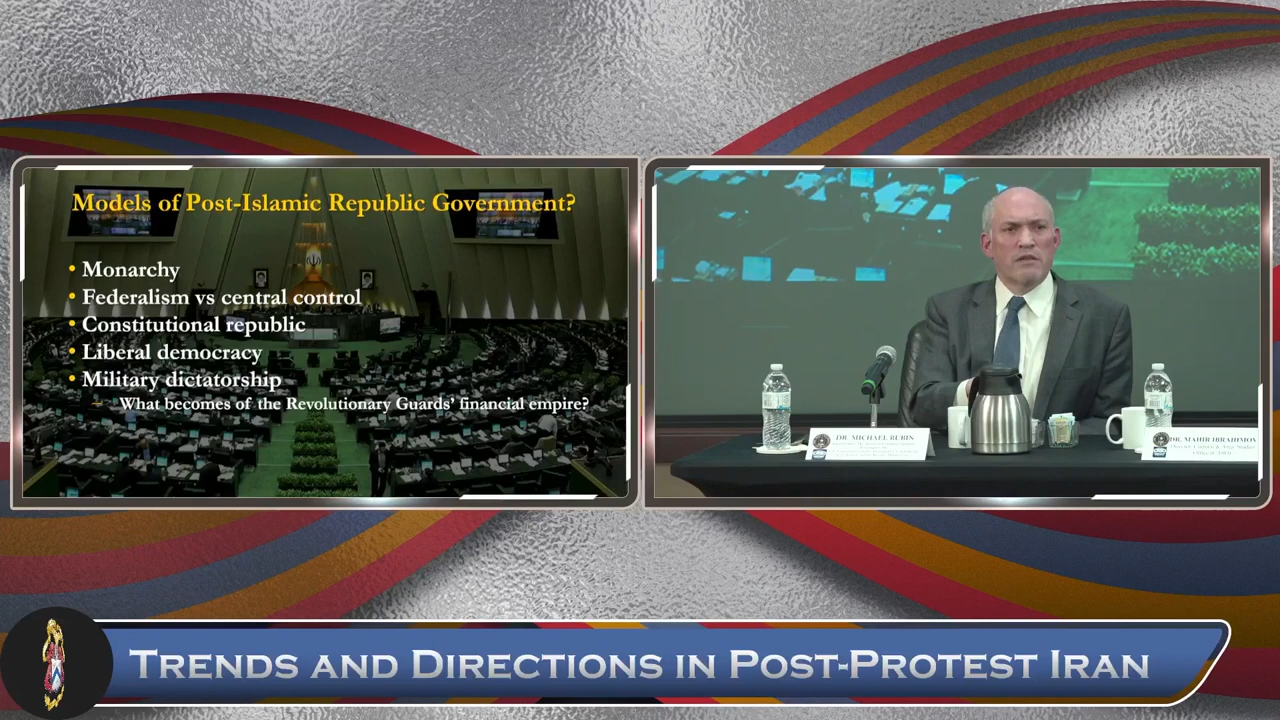 Models of Post-Islamic Republic Government?
• Monarchy
• Federalism vs central control
• Constitutional republic
• Liberal democracy
• Military dictatorship
– What becomes of the Revolutionary Guards' financial empire?
DR. MICHAEL RUBIN
DR. MAHIR IBRAHIMOV
TRENDS AND DIRECTIONS IN POST-PROTEST IRAN